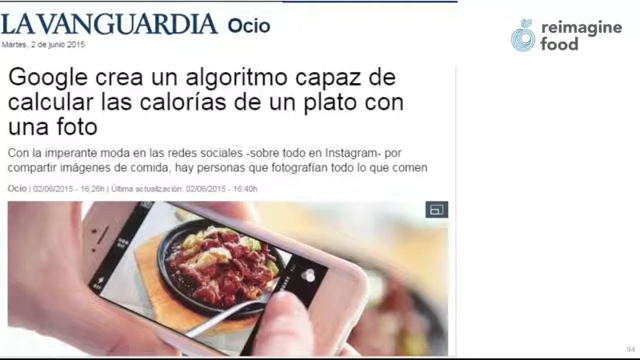 LA VANGUARDIA Ocio
Martes, 2 de junio 2015
reimagine
food
Google crea un algoritmo capaz de
calcular las calorías de un plato con
una foto
Con la imperante moda en las redes sociales -sobre todo en Instagram- por
compartir imágenes de comida, hay personas que fotografían todo lo que comen
Ocio | 02/06/2015 - 16:26h | Última actualización: 02/06/2015 - 16:40h
94